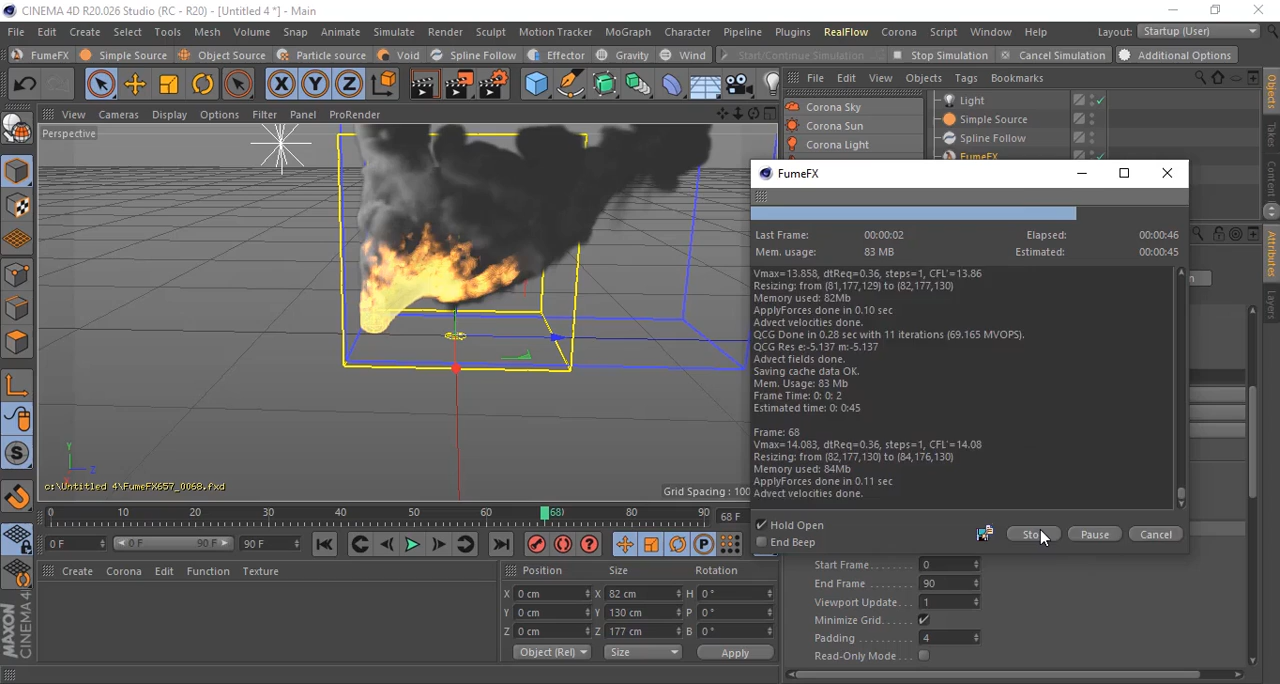 CINEMA 4D R20.026 Studio (RC - R20) - [Untitled 4 *] - Main
File Edit Create Select Tools Mesh Volume Snap Animate Simulate Render Sculpt Motion Tracker MoGraph Character Pipeline Plugins RealFlow Corona Script Window Help Layout: Startup (User)
FumeFX Simple Source Object Source Particle source Void Spline Follow Effector Gravity Wind Start/Continue Simulation Stop Simulation Cancel Simulation Additional Options
X Y Z
File Edit View Objects Tags Bookmarks
View Cameras Display Options Filter Panel ProRender
Perspective
Corona Sky
Corona Sun
Corona Light
Light
Simple Source
Spline Follow
FumeFX
Objects
Takes
Content
Attributes
Layers
FumeFX
Last Frame: 00:00:02 Elapsed: 00:00:46
Mem. usage: 83 MB Estimated: 00:00:45
Vmax=13.858, dtReq=0.36, steps=1, CFL'=13.86
Resizing: from (81,177,129) to (82,177,130)
Memory used: 82Mb
ApplyForces done in 0.10 sec
Advect velocities done.
QCG Done in 0.28 sec with 11 iterations (69.165 MVOPS).
QCG Res e:-5.137 m:-5.137
Advect fields done.
Saving cache data OK.
Mem. Usage: 83 Mb
Frame Time: 0: 0: 2
Estimated time: 0: 0:45
Frame: 68
Vmax=14.083, dtReq=0.36, steps=1, CFL'=14.08
Resizing: from (82,177,130) to (84,176,130)
Memory used: 84Mb
ApplyForces done in 0.11 sec
Advect velocities done.
Hold Open
End Beep
Stop Pause Cancel
Y
Z
c:\Untitled 4\FumeFX657_0068.fxd
Grid Spacing : 100
0 10 20 30 40 50 60 68 80 90 68 F
0 F 0 F 90 F 90 F
P
Create Corona Edit Function Texture
Position Size Rotation
X 0 cm X 82 cm H 0 °
Y 0 cm Y 130 cm P 0 °
Z 0 cm Z 177 cm B 0 °
Object (Rel) Size Apply
Start Frame 0
End Frame 90
Viewport Update 1
Minimize Grid
Padding 4
Read-Only Mode
MAXON
CINEMA 4D